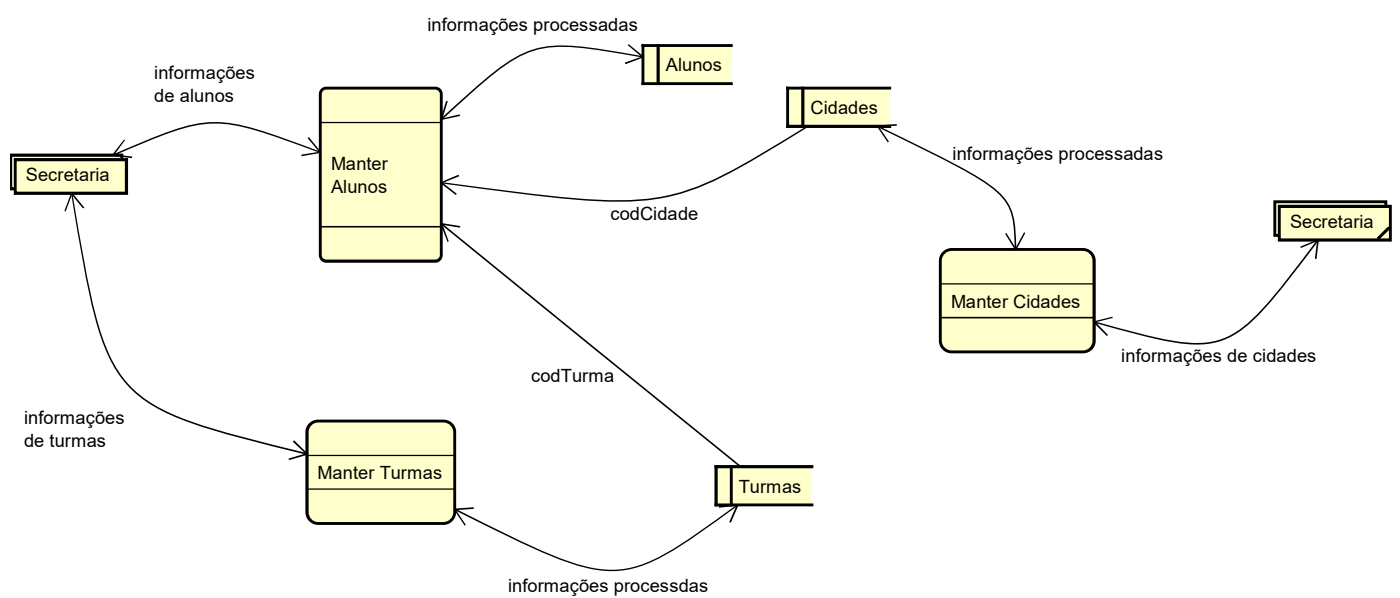 informações processadas
Alunos
informações
de alunos
Cidades
Manter
Alunos
informações processadas
Secretaria
codCidade
Secretaria
Manter Cidades
informações de cidades
codTurma
informações
de turmas
Manter Turmas
Turmas
informações processdas